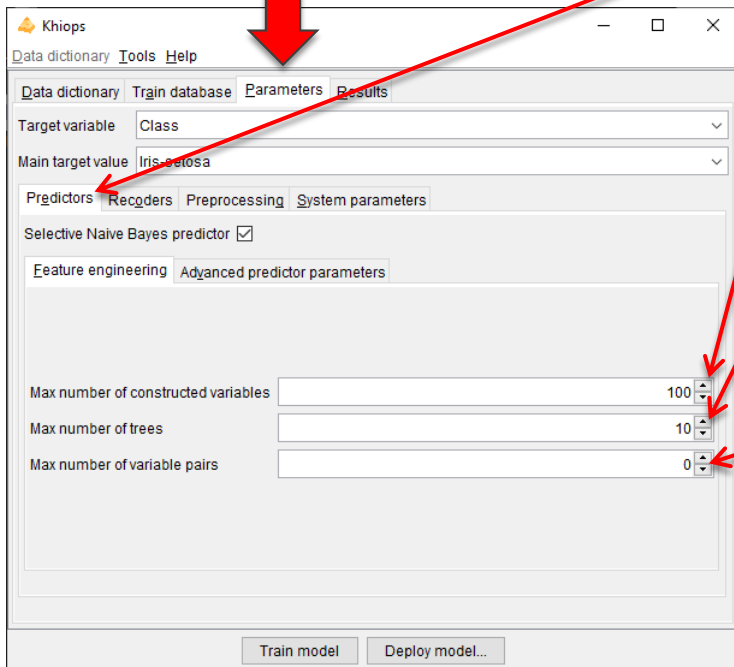 Khiops
Data dictionary Tools Help
Data dictionary Train database Parameters Results
Target variable Class
Main target value Iris-setosa
Predictors Recoders Preprocessing System parameters
Selective Naive Bayes predictor
Feature engineering Advanced predictor parameters
Max number of constructed variables 100
Max number of trees 10
Max number of variable pairs 0
Train model Deploy model...